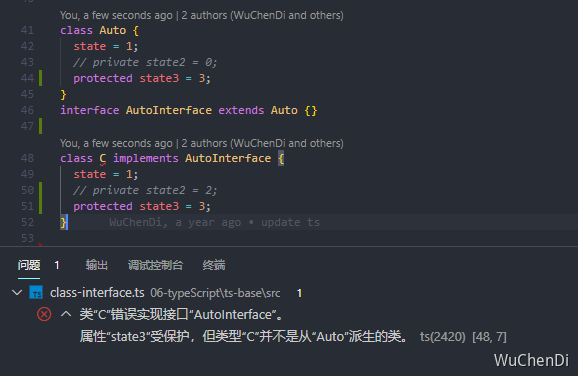 40
You, a few seconds ago | 2 authors (WuChenDi and others)
41 class Auto {
42 state = 1;
43 // private state2 = 0;
44 protected state3 = 3;
45 }
46 interface AutoInterface extends Auto {}
47
You, a few seconds ago | 2 authors (WuChenDi and others)
48 class C implements AutoInterface {
49 state = 1;
50 // private state2 = 2;
51 protected state3 = 3;
52 } WuChenDi, a year ago • update ts
53
问题 1 输出 调试控制台 终端
TS class-interface.ts 06-typeScript\ts-base\src 1
类“C”错误实现接口“AutoInterface”。
属性“state3”受保护，但类型“C”并不是从“Auto”派生的类。 ts(2420) [48, 7]
WuChenDi